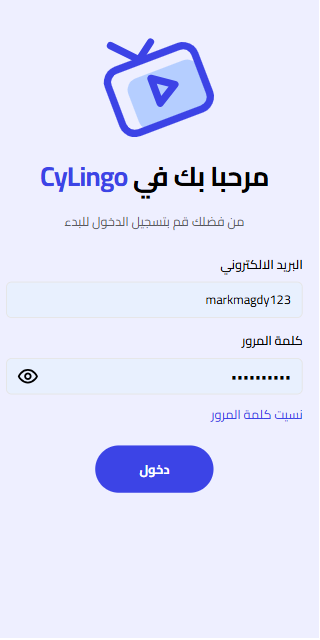 مرحبا بك في CyLingo
من فضلك قم بتسجيل الدخول للبدء
البريد الالكتروني
markmagdy123
كلمة المرور
••••••••••
نسيت كلمة المرور
دخول